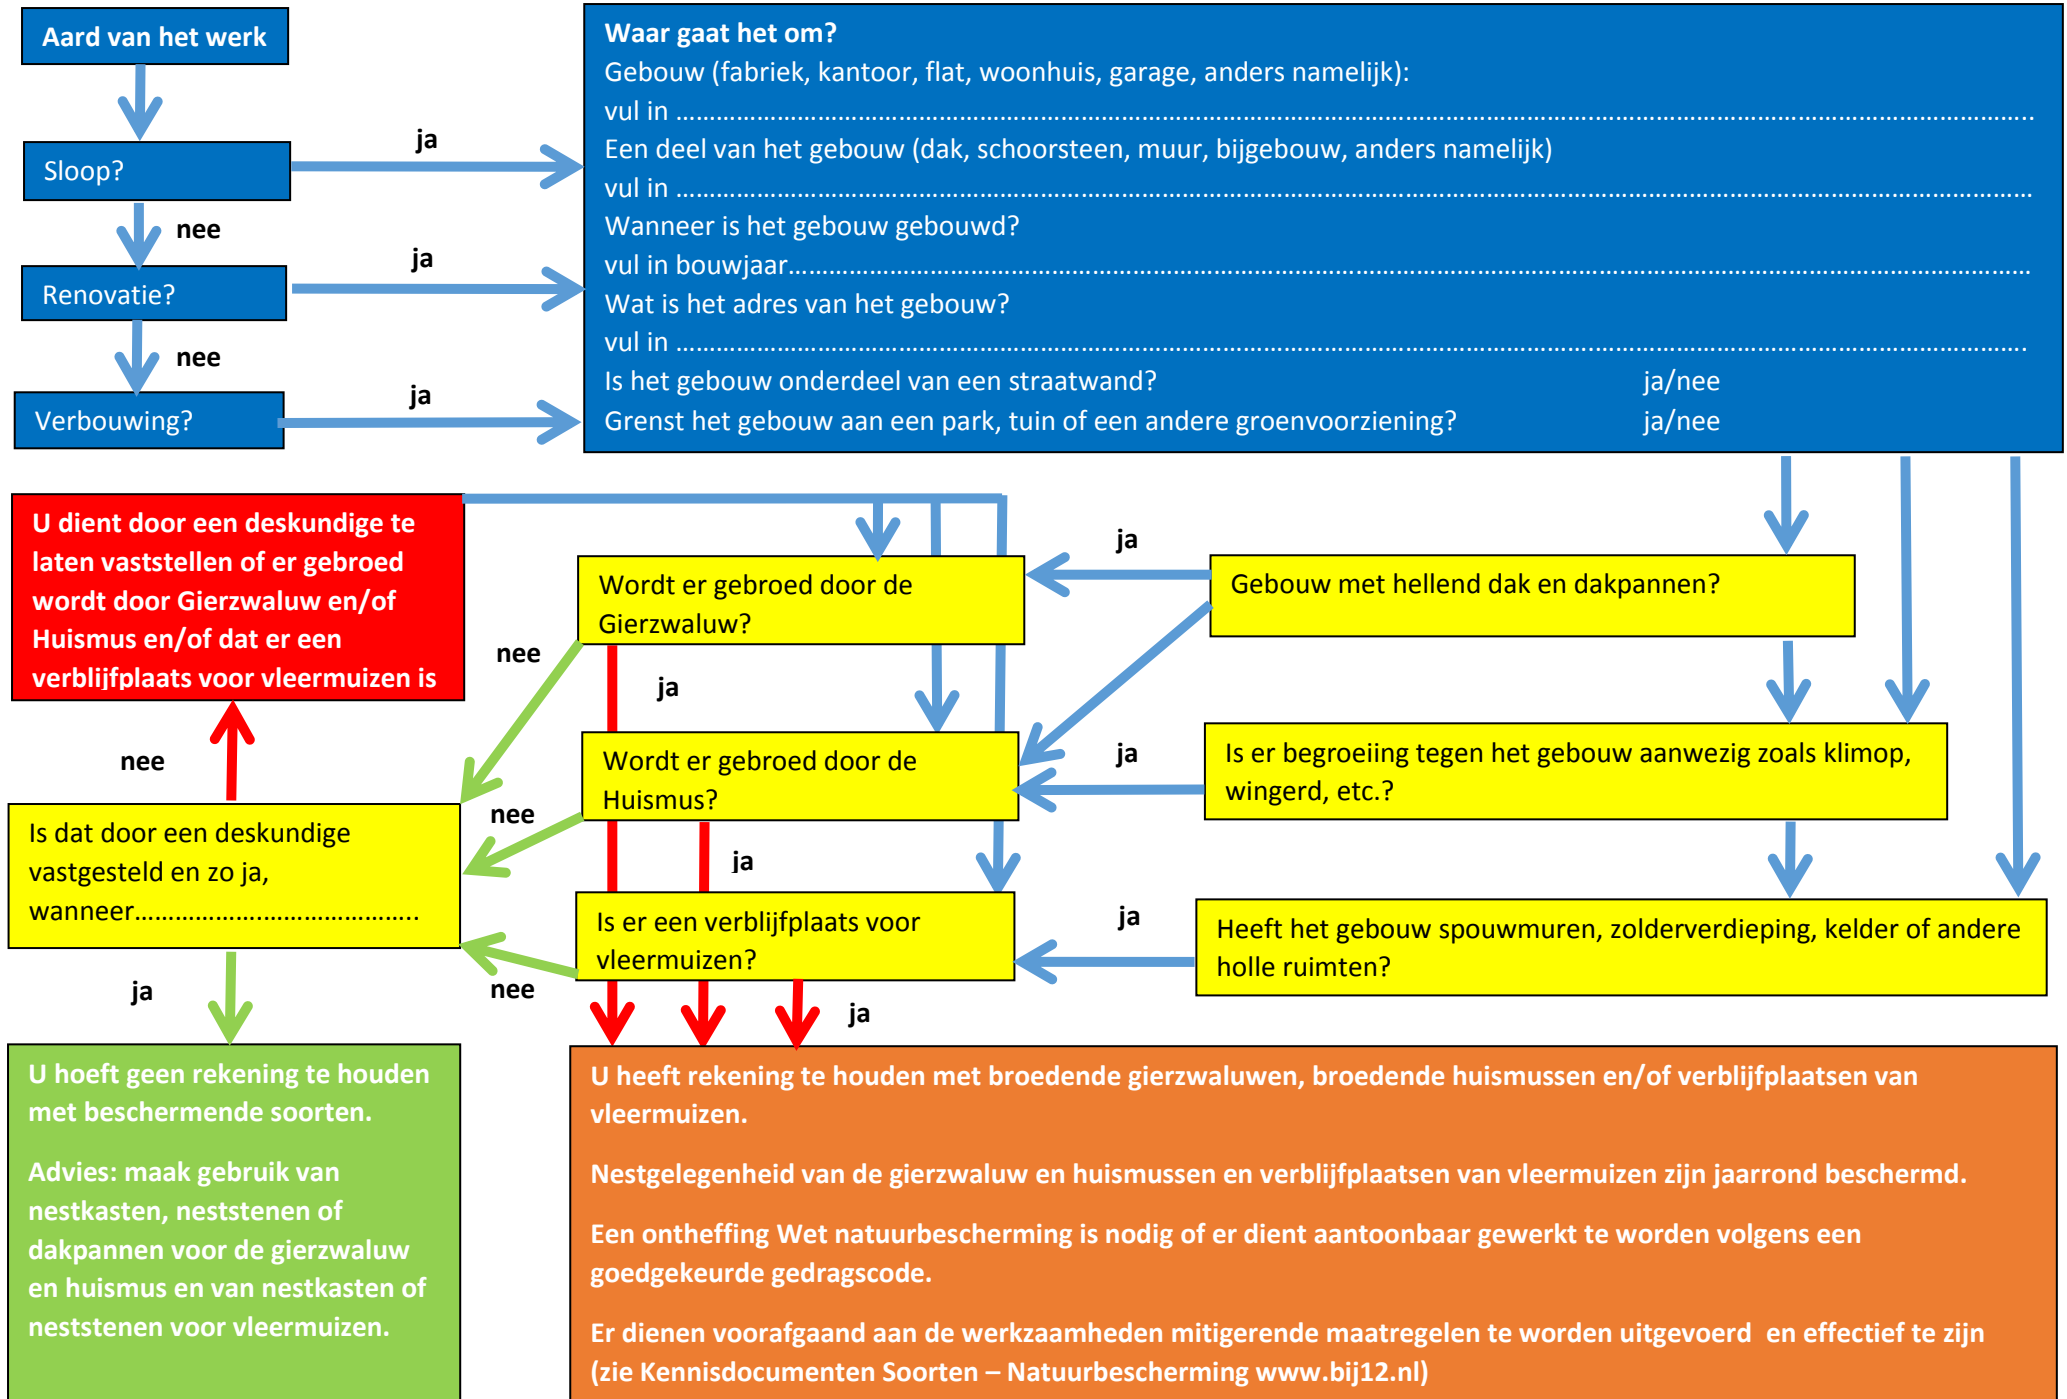 Aard van het werk
Sloop?
ja
nee
Renovatie?
ja
nee
Verbouwing?
ja
Waar gaat het om?
Gebouw (fabriek, kantoor, flat, woonhuis, garage, anders namelijk):
vul in ……………………………………………………………………………………………
Een deel van het gebouw (dak, schoorsteen, muur, bijgebouw, anders namelijk)
vul in ……………………………………………………………………………………………
Wanneer is het gebouw gebouwd?
vul in bouwjaar……………………………………………………………………………………
Wat is het adres van het gebouw?
vul in ……………………………………………………………………………………………
Is het gebouw onderdeel van een straatwand? ja/nee
Grenst het gebouw aan een park, tuin of een andere groenvoorziening? ja/nee
U dient door een deskundige te
laten vaststellen of er gebroed
wordt door Gierzwaluw en/of
Huismus en/of dat er een
verblijfplaats voor vleermuizen is
nee
Is dat door een deskundige
vastgesteld en zo ja,
wanneer……………….…………………..
ja
Wordt er gebroed door de
Gierzwaluw?
nee
ja
Wordt er gebroed door de
Huismus?
nee
ja
Is er een verblijfplaats voor
vleermuizen?
nee
ja
ja
Gebouw met hellend dak en dakpannen?
ja
Is er begroeiing tegen het gebouw aanwezig zoals klimop,
wingerd, etc.?
ja
Heeft het gebouw spouwmuren, zolderverdieping, kelder of andere
holle ruimten?
U hoeft geen rekening te houden
met beschermende soorten.
Advies: maak gebruik van
nestkasten, neststenen of
dakpannen voor de gierzwaluw
en huismus en van nestkasten of
neststenen voor vleermuizen.
U heeft rekening te houden met broedende gierzwaluwen, broedende huismussen en/of verblijfplaatsen van
vleermuizen.
Nestgelegenheid van de gierzwaluw en huismussen en verblijfplaatsen van vleermuizen zijn jaarrond beschermd.
Een ontheffing Wet natuurbescherming is nodig of er dient aantoonbaar gewerkt te worden volgens een
goedgekeurde gedragscode.
Er dienen voorafgaand aan de werkzaamheden mitigerende maatregelen te worden uitgevoerd  en effectief te zijn
(zie Kennisdocumenten Soorten – Natuurbescherming www.bij12.nl)